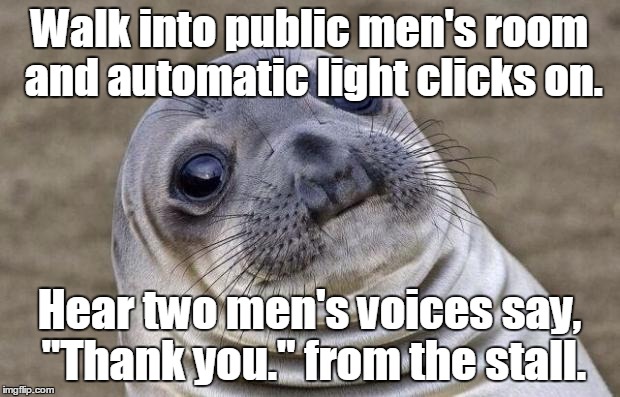 Walk into public men's room
and automatic light clicks on.
Hear two men's voices say,
"Thank you." from the stall.
imgflip.com